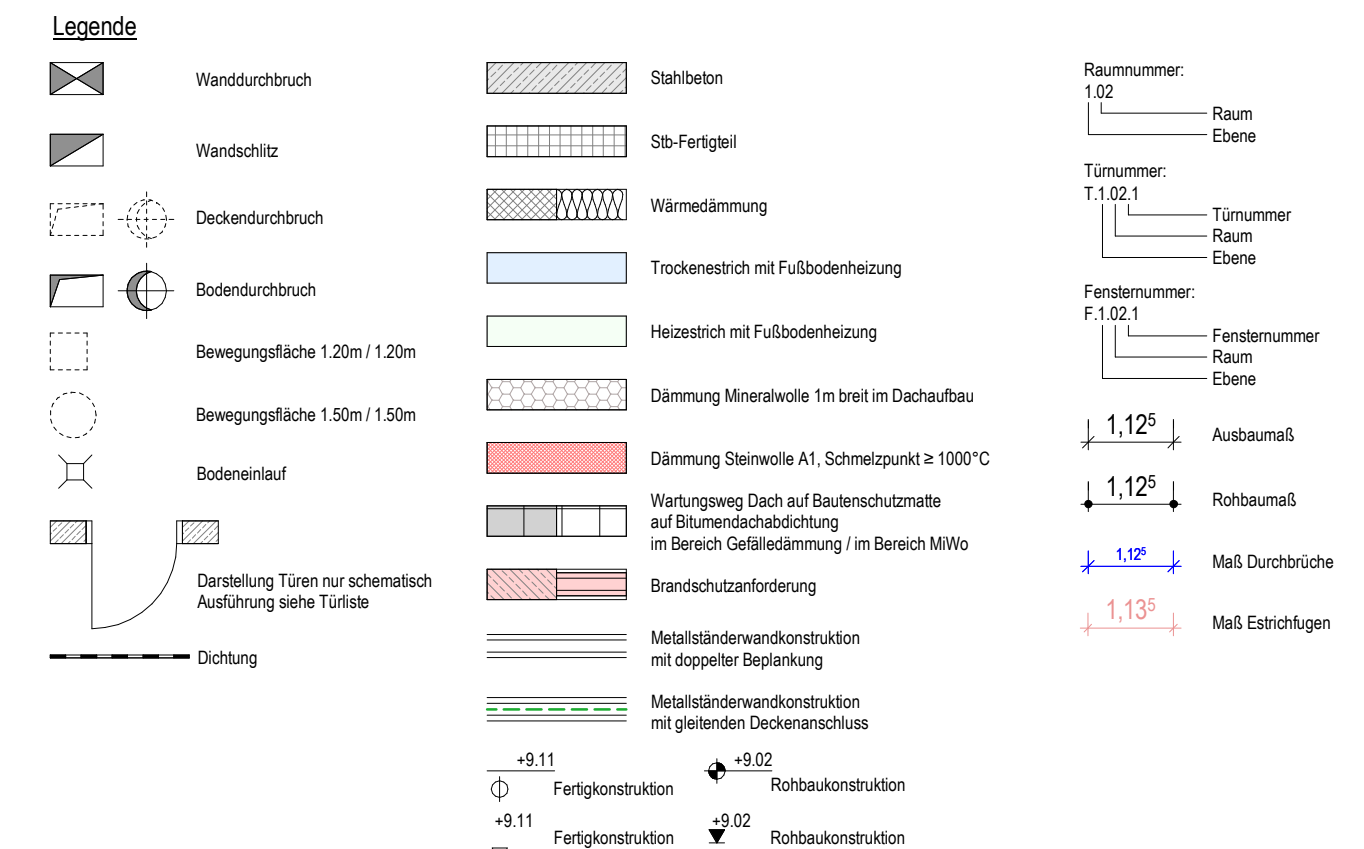 Legende
Wanddurchbruch
Wandschlitz
Deckendurchbruch
Bodendurchbruch
Bewegungsfläche 1.20m / 1.20m
Bewegungsfläche 1.50m / 1.50m
Bodeneinlauf
Darstellung Türen nur schematisch
Ausführung siehe Türliste
Dichtung
Stahlbeton
Stb-Fertigteil
Wärmedämmung
Trockenestrich mit Fußbodenheizung
Heizestrich mit Fußbodenheizung
Dämmung Mineralwolle 1m breit im Dachaufbau
Dämmung Steinwolle A1, Schmelzpunkt ≥ 1000°C
Wartungsweg Dach auf Bautenschutzmatte
auf Bitumendachabdichtung
im Bereich Gefälledämmung / im Bereich MiWo
Brandschutzanforderung
Metallständerwandkonstruktion
mit doppelter Beplankung
Metallständerwandkonstruktion
mit gleitenden Deckenanschluss
+9.11 Fertigkonstruktion
+9.02 Rohbaukonstruktion
+9.11 Fertigkonstruktion
+9.02 Rohbaukonstruktion
Raumnummer:
1.02
Raum
Ebene
Türnummer:
T.1.02.1
Türnummer
Raum
Ebene
Fensternummer:
F.1.02.1
Fensternummer
Raum
Ebene
1,12⁵ Ausbaumaß
1,12⁵ Rohbaumaß
1,12⁵ Maß Durchbrüche
1,13⁵ Maß Estrichfugen